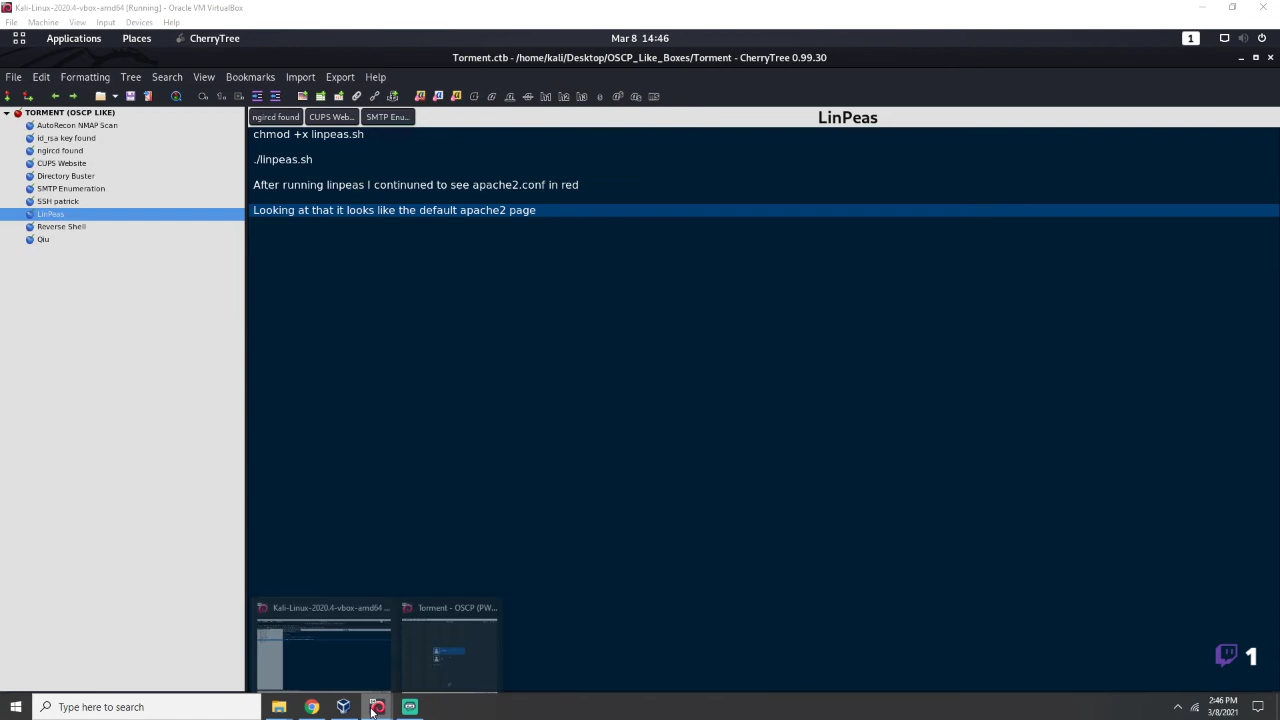 Kali-Linux-2020.4-vbox-amd64 [Running] - Oracle VM VirtualBox
File Machine View Input Devices Help
Applications Places CherryTree Mar 8 14:46 1
Torment.ctb - /home/kali/Desktop/OSCP_Like_Boxes/Torment - CherryTree 0.99.30
File Edit Formatting Tree Search View Bookmarks Import Export Help
TORMENT (OSCP LIKE)
AutoRecon NMAP Scan
id_rsa key found
ngircd found
CUPS Website
Directory Buster
SMTP Enumeration
SSH patrick
LinPeas
Reverse Shell
Qiu
ngircd found CUPS Web... SMTP Enu... LinPeas
chmod +x linpeas.sh
./linpeas.sh
After running linpeas I continuned to see apache2.conf in red
Looking at that it looks like the default apache2 page
Kali-Linux-2020.4-vbox-amd64 ... Torment - OSCP (PW...
1
Type here to search
2:46 PM
3/8/2021